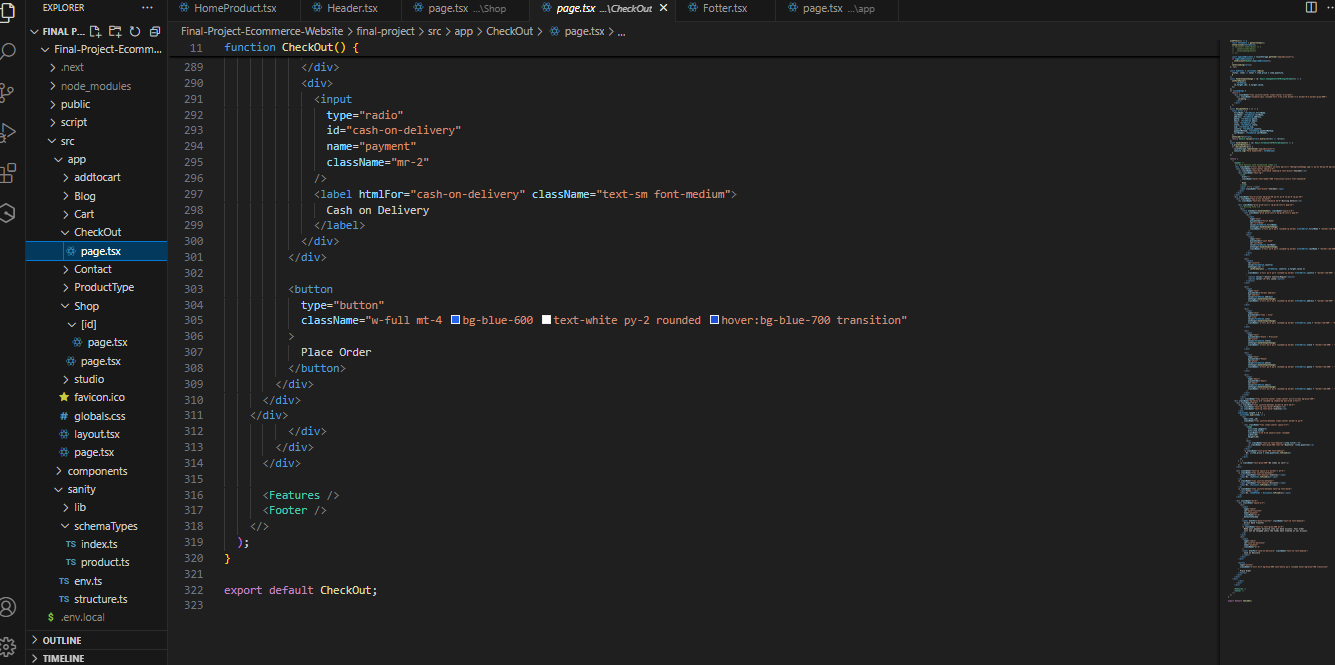 EXPLORER
HomeProduct.tsx
Header.tsx
page.tsx ...\Shop
page.tsx ...\CheckOut
Fotter.tsx
page.tsx ...\app
FINAL P...
Final-Project-Ecomm...
.next
node_modules
public
script
src
app
addtocart
Blog
Cart
CheckOut
page.tsx
Contact
ProductType
Shop
[id]
page.tsx
page.tsx
studio
favicon.ico
# globals.css
layout.tsx
page.tsx
components
sanity
lib
schemaTypes
TS index.ts
TS product.ts
TS env.ts
TS structure.ts
$ .env.local
OUTLINE
TIMELINE
Final-Project-Ecommerce-Website > final-project > src > app > CheckOut > page.tsx > ...
11 function CheckOut() {
289 </div>
290 <div>
291 <input
292 type="radio"
293 id="cash-on-delivery"
294 name="payment"
295 className="mr-2"
296 />
297 <label htmlFor="cash-on-delivery" className="text-sm font-medium">
298 Cash on Delivery
299 </label>
300 </div>
301 </div>
302
303 <button
304 type="button"
305 className="w-full mt-4 bg-blue-600 text-white py-2 rounded hover:bg-blue-700 transition"
306 >
307 Place Order
308 </button>
309 </div>
310 </div>
311 </div>
312 </div>
313 </div>
314 </div>
315
316 <Features />
317 <Footer />
318 </>
319 );
320 }
321
322 export default CheckOut;
323